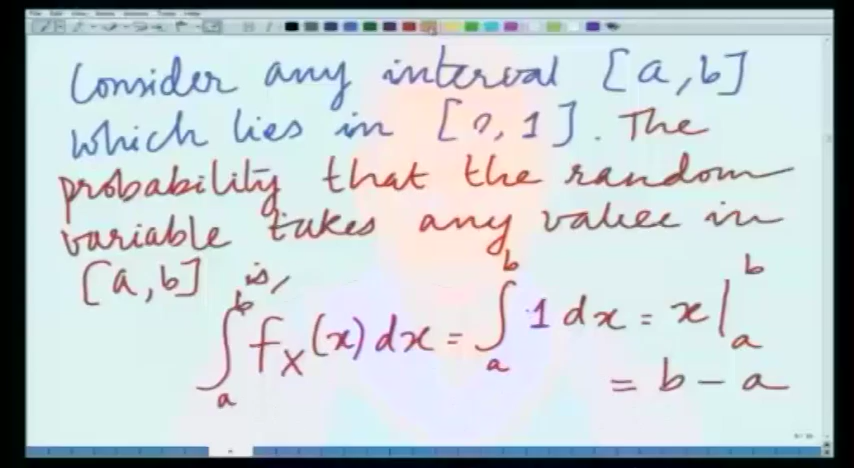 Consider any interval [a, b]
which lies in [0, 1]. The
probability that the random
variable takes any value in
[a, b] is,
∫_a^b f_X(x) dx = ∫_a^b 1 dx = x|_a^b
= b - a